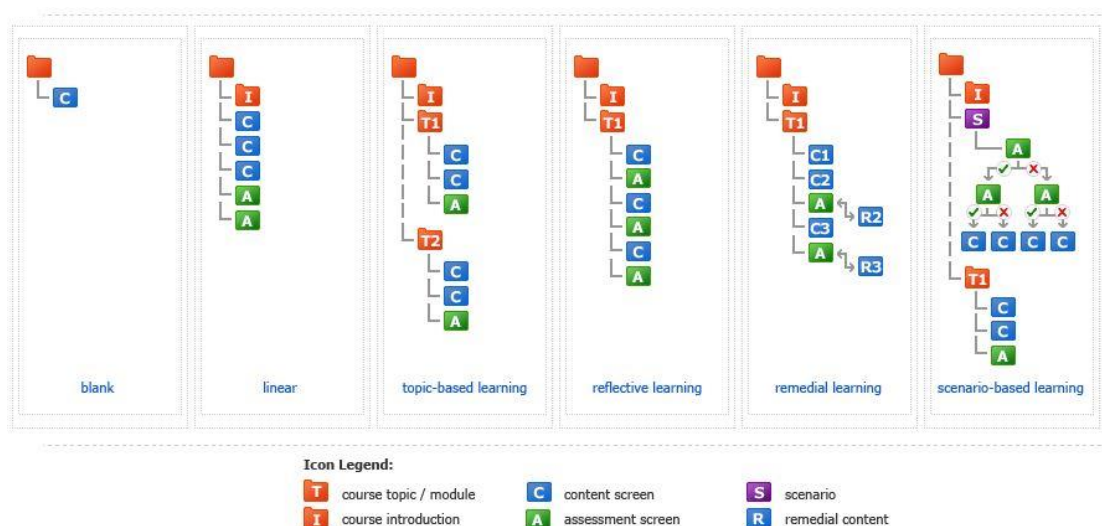 C
blank
I
C
C
C
A
A
linear
I
T1
C
C
A
T2
C
C
A
topic-based learning
I
T1
C
A
C
A
C
A
reflective learning
I
T1
C1
C2
A
R2
C3
A
R3
remedial learning
I
S
A
A A
C C C C
T1
C
C
A
scenario-based learning
Icon Legend:
T course topic / module C content screen S scenario
I course introduction A assessment screen R remedial content